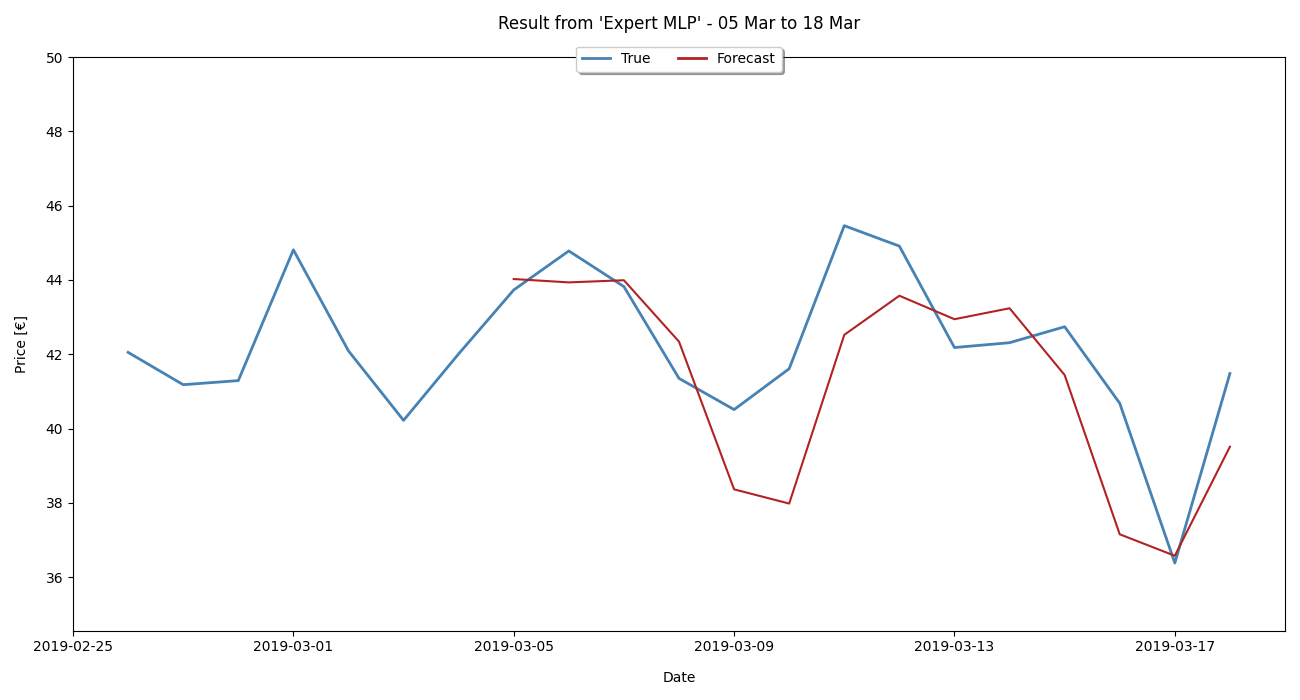 Result from 'Expert MLP' - 05 Mar to 18 Mar
True Forecast
50
48
46
44
42
40
38
36
Price [€]
2019-02-25 2019-03-01 2019-03-05 2019-03-09 2019-03-13 2019-03-17
Date